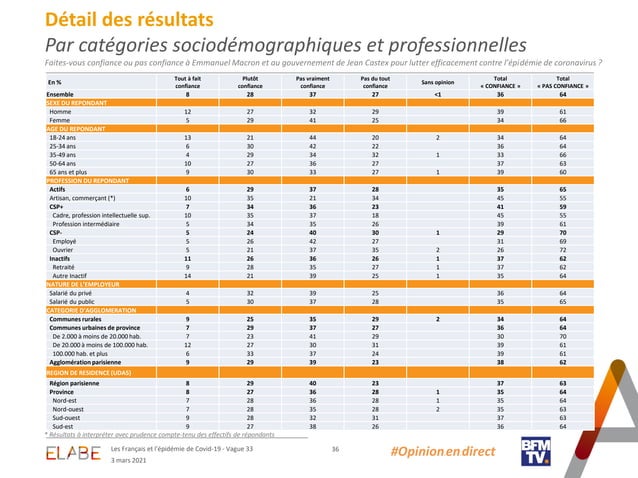 Détail des résultats
Par catégories sociodémographiques et professionnelles
Faites-vous confiance ou pas confiance à Emmanuel Macron et au gouvernement de Jean Castex pour lutter efficacement contre l'épidémie de coronavirus ?
En % Tout à fait confiance Plutôt confiance Pas vraiment confiance Pas du tout confiance Sans opinion Total « CONFIANCE » Total « PAS CONFIANCE »
Ensemble 8 28 37 27 <1 36 64
SEXE DU REPONDANT
Homme 12 27 32 29 39 61
Femme 5 29 41 25 34 66
AGE DU REPONDANT
18-24 ans 13 21 44 20 2 34 64
25-34 ans 6 30 42 22 36 64
35-49 ans 4 29 34 32 1 33 66
50-64 ans 10 27 36 27 37 63
65 ans et plus 9 30 33 27 1 39 60
PROFESSION DU REPONDANT
Actifs 6 29 37 28 35 65
Artisan, commerçant (*) 10 35 21 34 45 55
CSP+ 7 34 36 23 41 59
Cadre, profession intellectuelle sup. 10 35 37 18 45 55
Profession intermédiaire 5 34 35 26 39 61
CSP- 5 24 40 30 1 29 70
Employé 5 26 42 27 31 69
Ouvrier 5 21 37 35 2 26 72
Inactifs 11 26 36 26 1 37 62
Retraité 9 28 35 27 1 37 62
Autre Inactif 14 21 39 25 1 35 64
NATURE DE L'EMPLOYEUR
Salarié du privé 4 32 39 25 36 64
Salarié du public 5 30 37 28 35 65
CATEGORIE D'AGGLOMERATION
Communes rurales 9 25 35 29 2 34 64
Communes urbaines de province 7 29 37 27 36 64
De 2.000 à moins de 20.000 hab. 7 23 41 29 30 70
De 20.000 à moins de 100.000 hab. 12 27 30 31 39 61
100.000 hab. et plus 6 33 37 24 39 61
Agglomération parisienne 9 29 39 23 38 62
REGION DE RESIDENCE (UDA5)
Région parisienne 8 29 40 23 37 63
Province 8 27 36 28 1 35 64
Nord-est 7 28 36 28 1 35 64
Nord-ouest 7 28 35 28 2 35 63
Sud-ouest 9 28 32 31 37 63
Sud-est 9 27 38 26 36 64
* Résultats à interpréter avec prudence compte-tenu des effectifs de répondants
ELABE
Les Français et l'épidémie de Covid-19 - Vague 33
3 mars 2021
36
#Opinionendirect
BFM
TV.